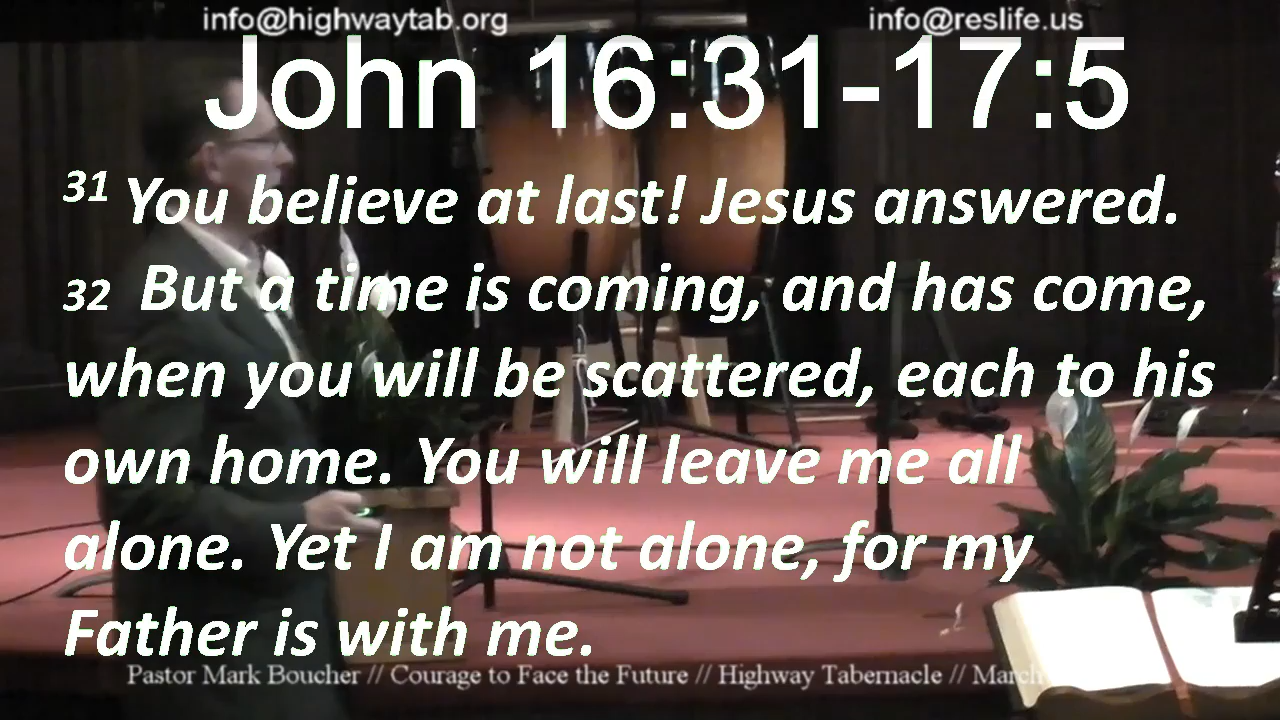 info@highwaytab.org info@reslife.us
John 16:31-17:5
31 You believe at last! Jesus answered.
32 But a time is coming, and has come,
when you will be scattered, each to his
own home. You will leave me all
alone. Yet I am not alone, for my
Father is with me.
Pastor Mark Boucher // Courage to Face the Future // Highway Tabernacle // March